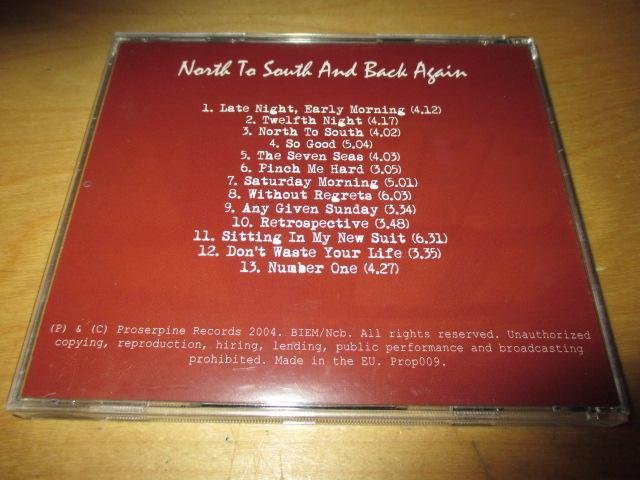 North To South And Back Again
1. Late Night, Early Morning (4.12)
2. Twelfth Night (4.17)
3. North To South (4.02)
4. So Good (5.04)
5. The Seven Seas (4.03)
6. Pinch Me Hard (3.05)
7. Saturday Morning (5.01)
8. Without Regrets (6.03)
9. Any Given Sunday (3.34)
10. Retrospective (3.48)
11. Sitting In My New Suit (6.31)
12. Don't Waste Your Life (3.35)
13. Number One (4.27)
(P) & (C) Proserpine Records 2004. BIEM/Ncb. All rights reserved. Unauthorized
copying, reproduction, hiring, lending, public performance and broadcasting
prohibited. Made in the EU. Prop009.